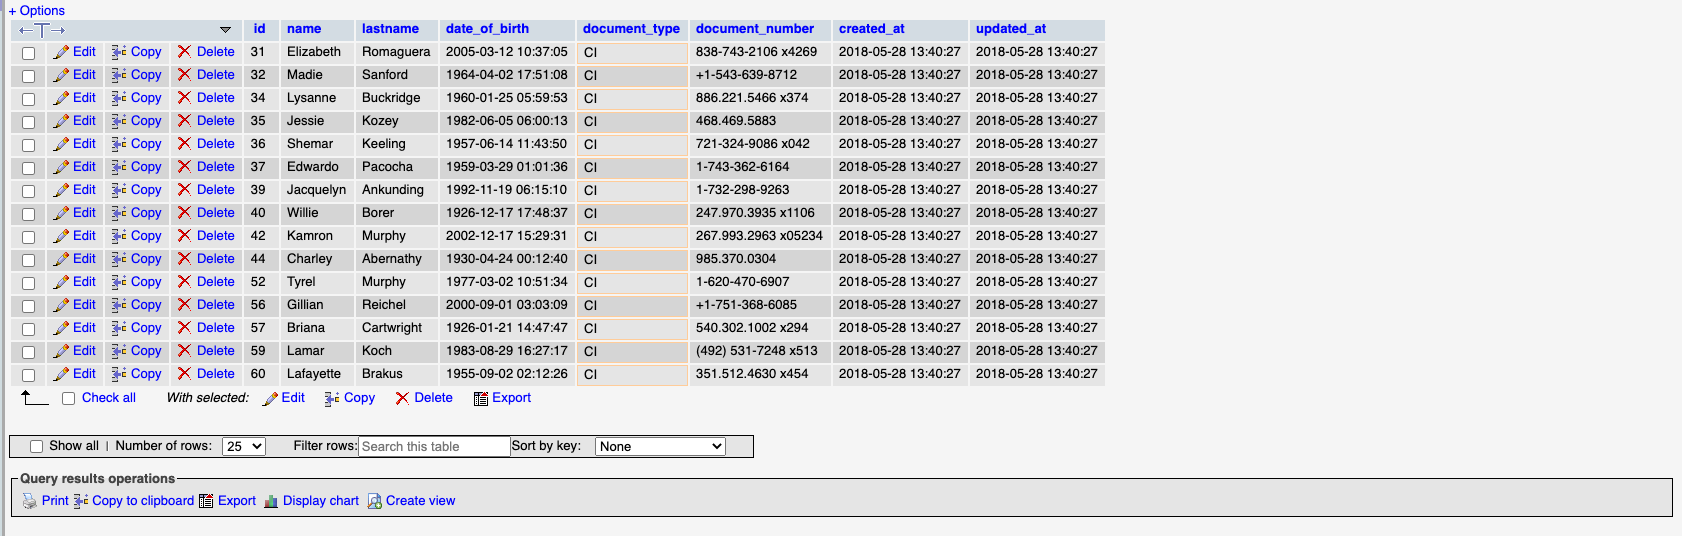 + Options
←T→ id name lastname date_of_birth document_type document_number created_at updated_at
Edit Copy Delete 31 Elizabeth Romaguera 2005-03-12 10:37:05 CI 838-743-2106 x4269 2018-05-28 13:40:27 2018-05-28 13:40:27
Edit Copy Delete 32 Madie Sanford 1964-04-02 17:51:08 CI +1-543-639-8712 2018-05-28 13:40:27 2018-05-28 13:40:27
Edit Copy Delete 34 Lysanne Buckridge 1960-01-25 05:59:53 CI 886.221.5466 x374 2018-05-28 13:40:27 2018-05-28 13:40:27
Edit Copy Delete 35 Jessie Kozey 1982-06-05 06:00:13 CI 468.469.5883 2018-05-28 13:40:27 2018-05-28 13:40:27
Edit Copy Delete 36 Shemar Keeling 1957-06-14 11:43:50 CI 721-324-9086 x042 2018-05-28 13:40:27 2018-05-28 13:40:27
Edit Copy Delete 37 Edwardo Pacocha 1959-03-29 01:01:36 CI 1-743-362-6164 2018-05-28 13:40:27 2018-05-28 13:40:27
Edit Copy Delete 39 Jacquelyn Ankunding 1992-11-19 06:15:10 CI 1-732-298-9263 2018-05-28 13:40:27 2018-05-28 13:40:27
Edit Copy Delete 40 Willie Borer 1926-12-17 17:48:37 CI 247.970.3935 x1106 2018-05-28 13:40:27 2018-05-28 13:40:27
Edit Copy Delete 42 Kamron Murphy 2002-12-17 15:29:31 CI 267.993.2963 x05234 2018-05-28 13:40:27 2018-05-28 13:40:27
Edit Copy Delete 44 Charley Abernathy 1930-04-24 00:12:40 CI 985.370.0304 2018-05-28 13:40:27 2018-05-28 13:40:27
Edit Copy Delete 52 Tyrel Murphy 1977-03-02 10:51:34 CI 1-620-470-6907 2018-05-28 13:40:27 2018-05-28 13:40:27
Edit Copy Delete 56 Gillian Reichel 2000-09-01 03:03:09 CI +1-751-368-6085 2018-05-28 13:40:27 2018-05-28 13:40:27
Edit Copy Delete 57 Briana Cartwright 1926-01-21 14:47:47 CI 540.302.1002 x294 2018-05-28 13:40:27 2018-05-28 13:40:27
Edit Copy Delete 59 Lamar Koch 1983-08-29 16:27:17 CI (492) 531-7248 x513 2018-05-28 13:40:27 2018-05-28 13:40:27
Edit Copy Delete 60 Lafayette Brakus 1955-09-02 02:12:26 CI 351.512.4630 x454 2018-05-28 13:40:27 2018-05-28 13:40:27
Check all With selected: Edit Copy Delete Export
Show all | Number of rows: 25 Filter rows: Search this table Sort by key: None
Query results operations
Print Copy to clipboard Export Display chart Create view